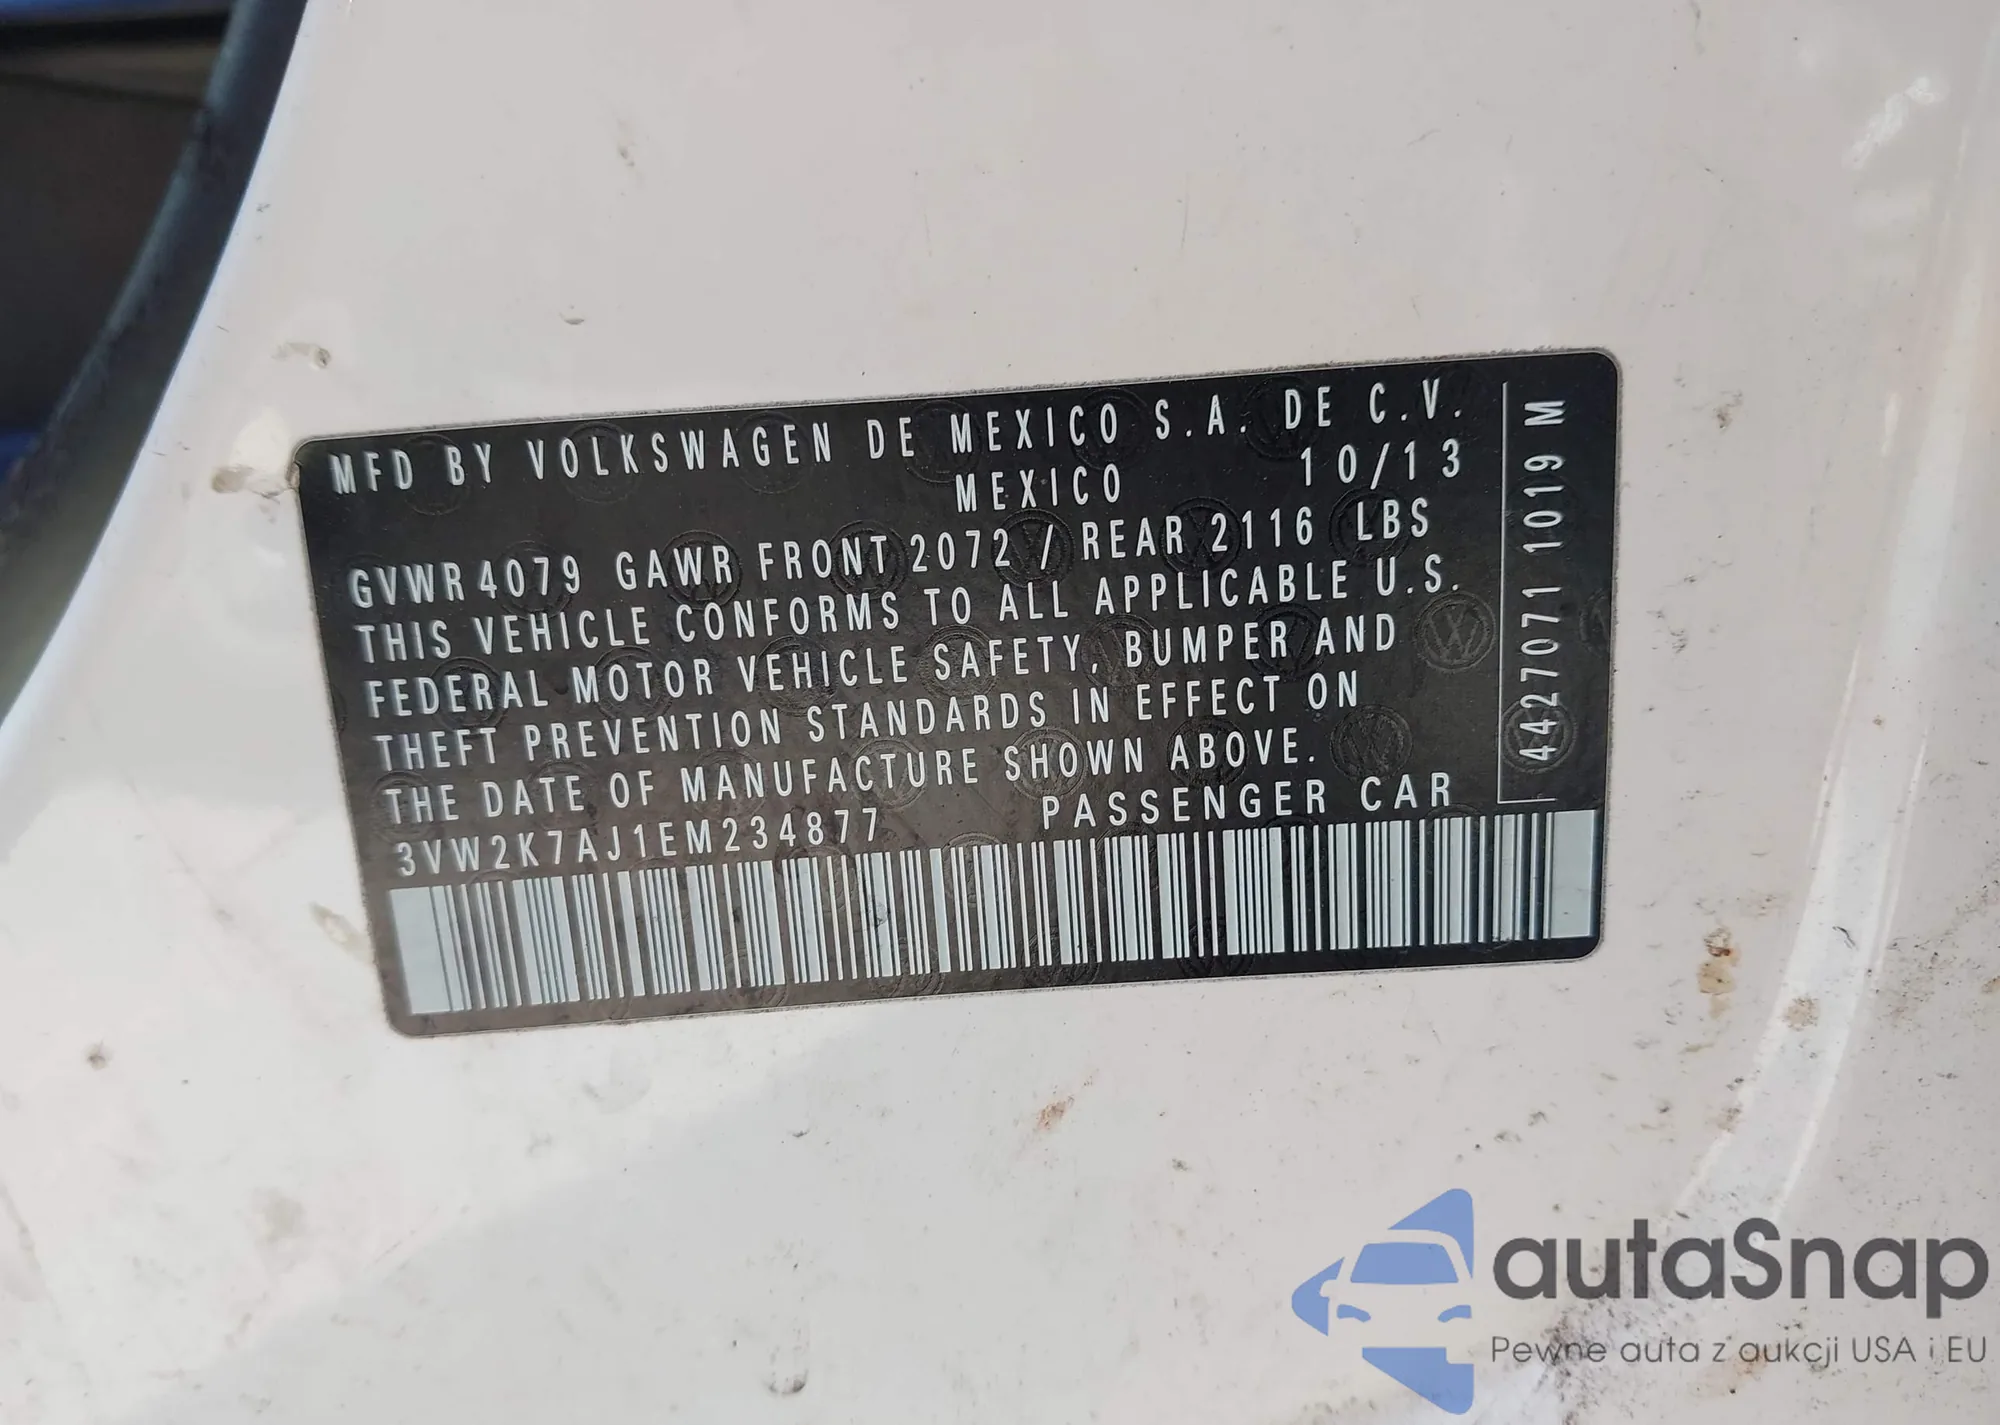 MFD BY VOLKSWAGEN DE MEXICO S.A. DE C.V.
MEXICO 10/13
GVWR 4079 GAWR FRONT 2072 / REAR 2116 LBS
THIS VEHICLE CONFORMS TO ALL APPLICABLE U.S.
FEDERAL MOTOR VEHICLE SAFETY, BUMPER AND
THEFT PREVENTION STANDARDS IN EFFECT ON
THE DATE OF MANUFACTURE SHOWN ABOVE.
3VW2K7AJ1EM234877 PASSENGER CAR
4427071 1019 M
autaSnap
Pewne auta z aukcji USA i EU